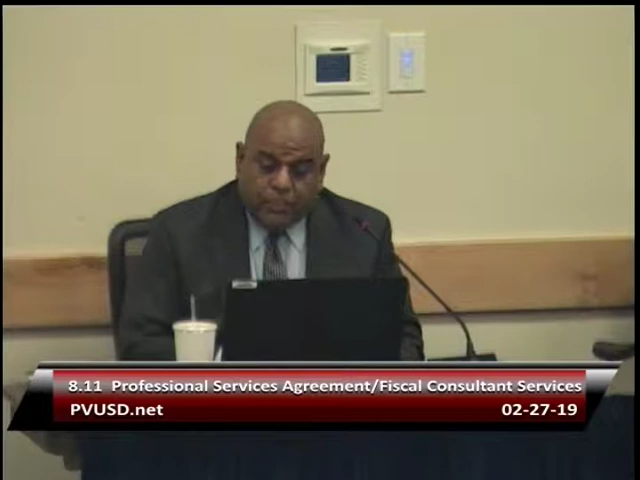 8.11 Professional Services Agreement/Fiscal Consultant Services
PVUSD.net 02-27-19